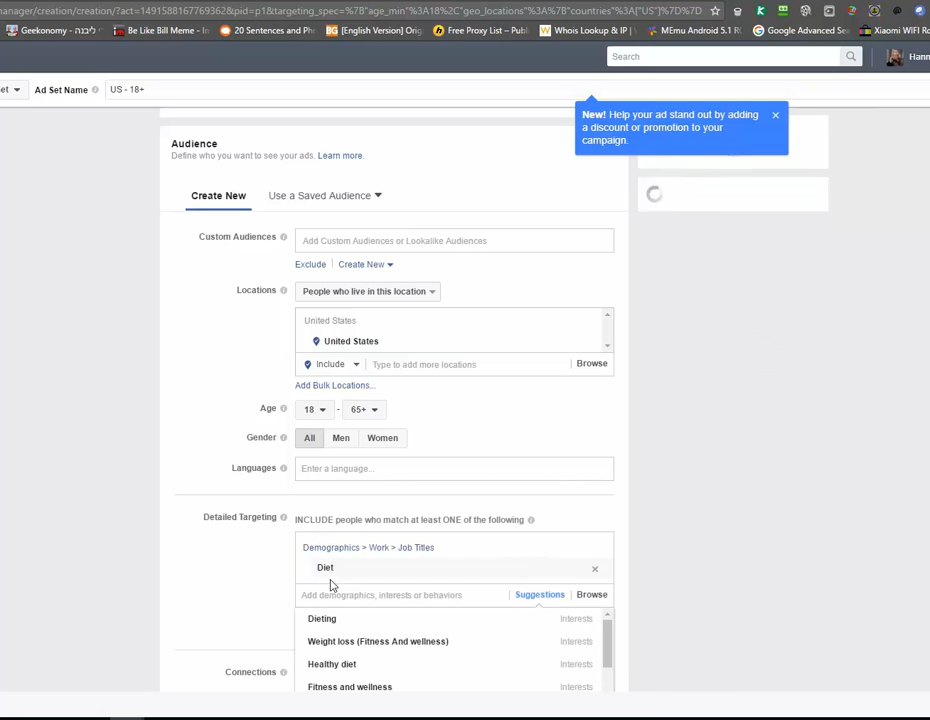 manager/creation/creation/?act=1491588167769362&pid=p1&targeting_spec=%7B"age_min"%3A18%2C"geo_locations"%3A%7B"countries"%3A["US"]%7D%7D
Geekonomy — ליבנה - י
Be Like Bill Meme - In
20 Sentences and Phr
[English Version] Orig
Free Proxy List – Publ
Whois Lookup & IP
MEmu Android 5.1 RO
Google Advanced Sea
Xiaomi WIFI Ro
Search
Hann
et
Ad Set Name
US - 18+
New! Help your ad stand out by adding
a discount or promotion to your
campaign.
Audience
Define who you want to see your ads. Learn more.
Create New
Use a Saved Audience
Custom Audiences
Add Custom Audiences or Lookalike Audiences
Exclude | Create New
Locations
People who live in this location
United States
United States
Include
Type to add more locations
Browse
Add Bulk Locations...
Age
18 - 65+
Gender
All Men Women
Languages
Enter a language...
Detailed Targeting
INCLUDE people who match at least ONE of the following
Demographics > Work > Job Titles
Diet
Add demographics, interests or behaviors
Suggestions
Browse
Dieting
Interests
Weight loss (Fitness And wellness)
Interests
Healthy diet
Interests
Connections
Fitness and wellness
Interests